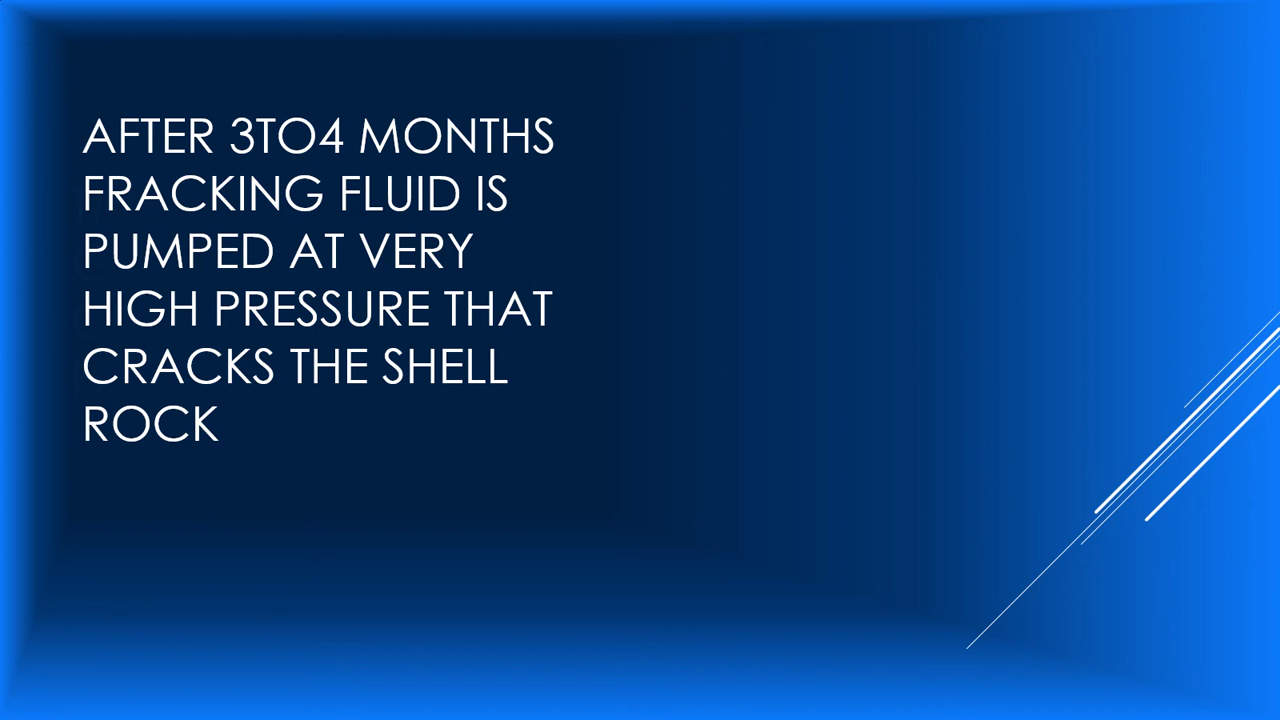 AFTER 3TO4 MONTHS
FRACKING FLUID IS
PUMPED AT VERY
HIGH PRESSURE THAT
CRACKS THE SHELL
ROCK